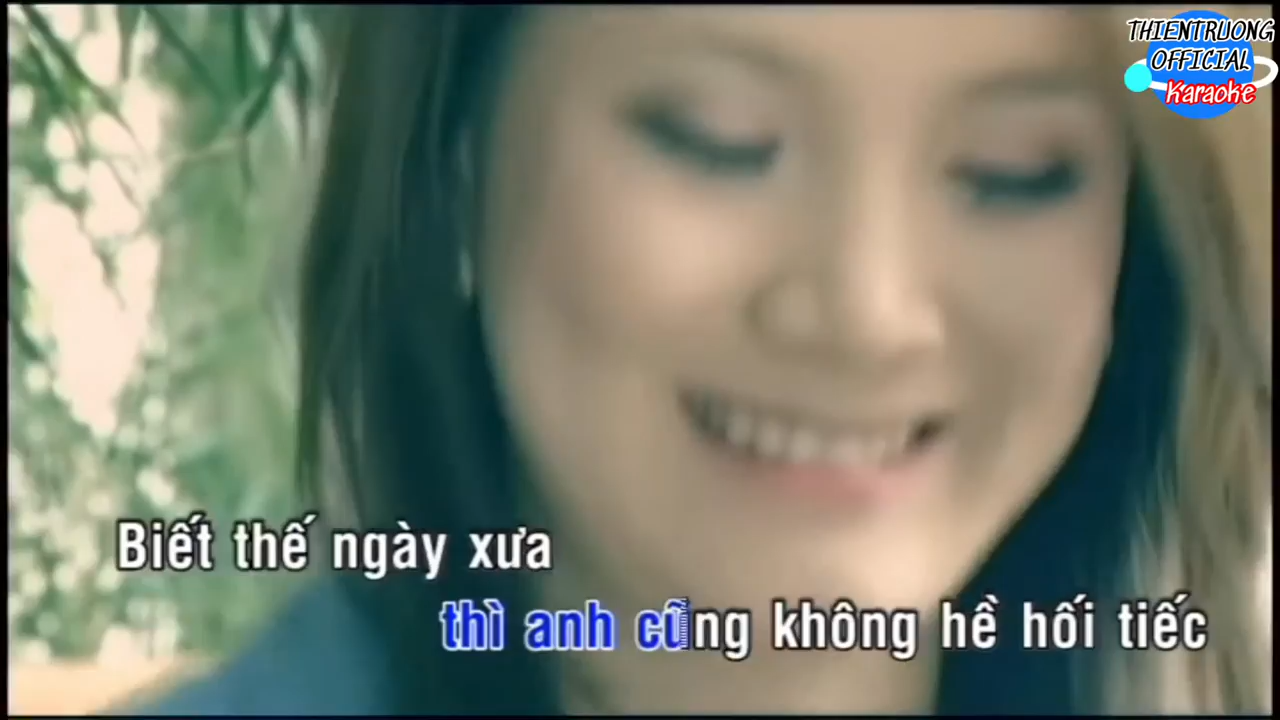 THIENTRUONG
OFFICIAL
Karaoke
Biết thế ngày xưa
thì anh cũng không hề hối tiếc